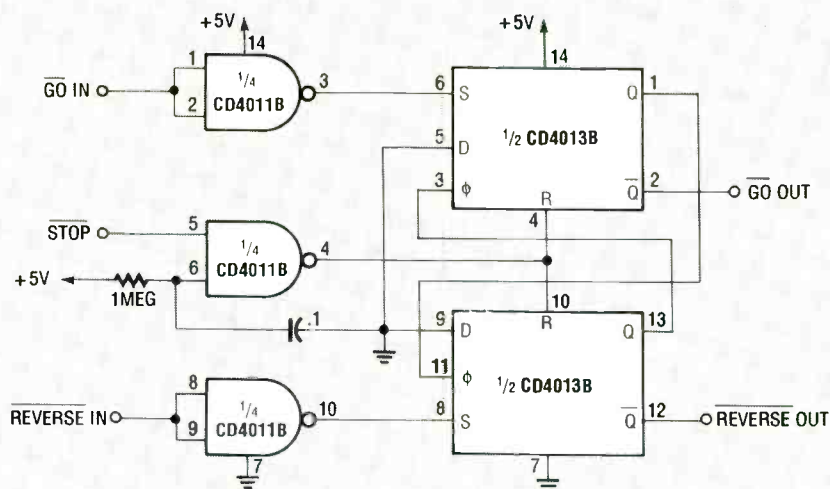 +5V
14
+5V
14
1
2
GO IN
1/4
CD4011B
3
6
S
Q
1
5
D
1/2 CD4013B
3
ϕ
R
Q
2
GO OUT
4
STOP
5
1/4
CD4011B
4
6
+5V
1MEG
.1
10
9
D
R
Q
13
11
ϕ
1/2 CD4013B
8
9
REVERSE IN
1/4
CD4011B
10
8
S
Q
12
REVERSE OUT
7
7